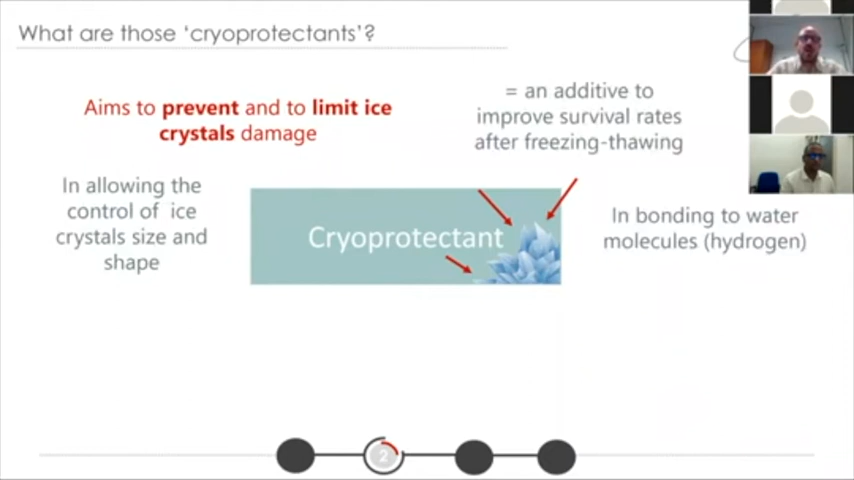 What are those ‘cryoprotectants’?
Aims to prevent and to limit ice
crystals damage
= an additive to
improve survival rates
after freezing-thawing
In allowing the
control of ice
crystals size and
shape
Cryoprotectant
In bonding to water
molecules (hydrogen)
2